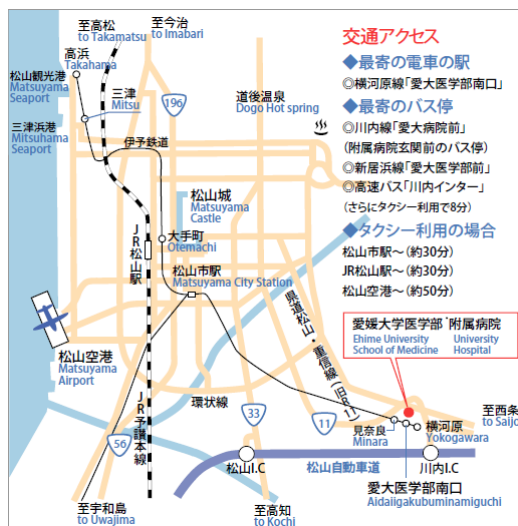 至高松
to Takamatsu
至今治
to Imabari
高浜
Takahama
松山観光港
Matsuyama
Seaport
三津
Mitsu
196
道後温泉
Dogo Hot spring
三津浜港
Mitsuhama
Seaport
伊予鉄道
松山城
Matsuyama
Castle
大手町
Otemachi
JR松山駅
松山市駅
Matsuyama City Station
県道松山・重信線(旧R11)
松山空港
Matsuyama
Airport
JR予讃本線
環状線
56
33
11
見奈良
Minara
横河原
Yokogawara
至西条
to Saijo
松山I.C
松山自動車道
川内I.C
愛大医学部南口
Aidaiigakubuminamiguchi
至宇和島
to Uwajima
至高知
to Kochi
交通アクセス
◆最寄の電車の駅
◎横河原線「愛大医学部南口」
◆最寄のバス停
◎川内線「愛大病院前」
(附属病院玄関前のバス停)
◎新居浜線「愛大医学部前」
◎高速バス「川内インター」
(さらにタクシー利用で8分)
◆タクシー利用の場合
松山市駅〜(約30分)
JR松山駅〜(約30分)
松山空港〜(約50分)
愛媛大学医学部・附属病院
Ehime University University
School of Medicine Hospital